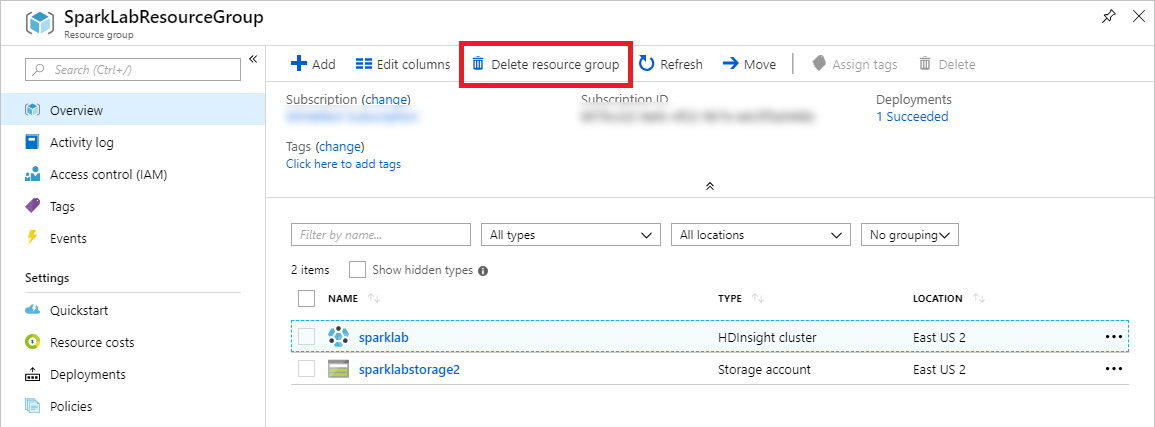 SparkLabResourceGroup
Resource group
Search (Ctrl+/)
Overview
Activity log
Access control (IAM)
Tags
Events
Settings
Quickstart
Resource costs
Deployments
Policies
Add Edit columns Delete resource group Refresh Move Assign tags Delete
Subscription (change) Subscription ID Deployments
1 Succeeded
Tags (change)
Click here to add tags
Filter by name... All types All locations No grouping
2 items Show hidden types
NAME TYPE LOCATION
sparklab HDInsight cluster East US 2 •••
sparklabstorage2 Storage account East US 2 •••